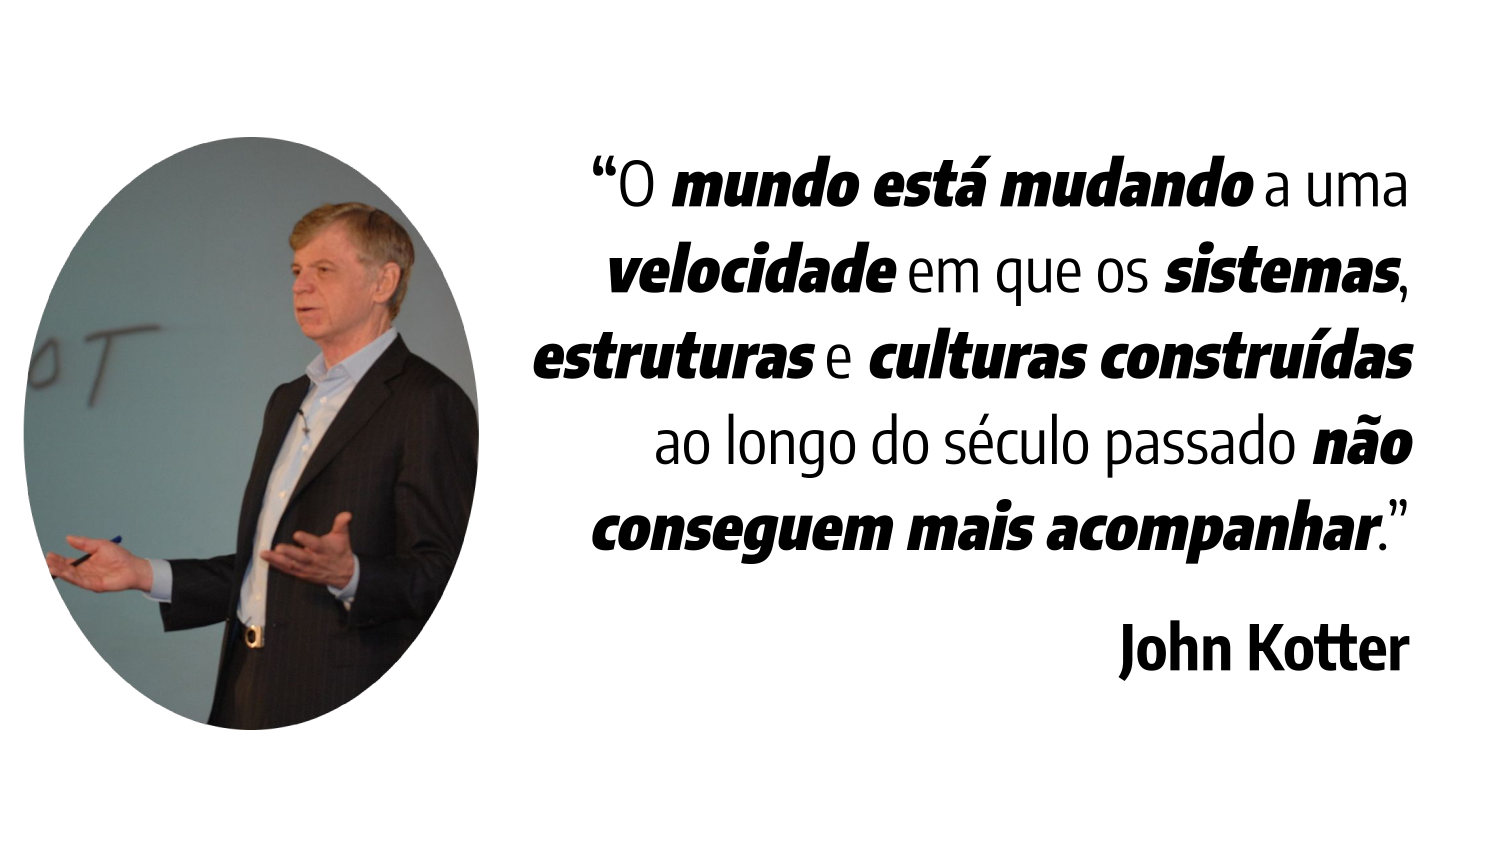 “O mundo está mudando a uma
velocidade em que os sistemas,
estruturas e culturas construídas
ao longo do século passado não
conseguem mais acompanhar.”
John Kotter
OT